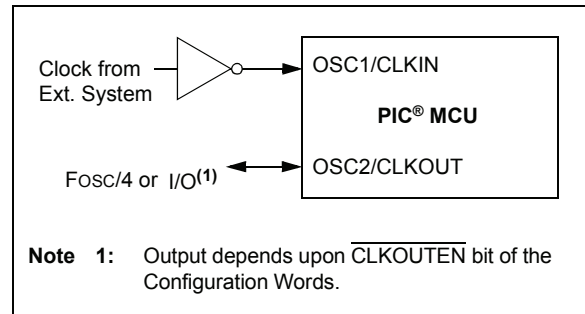 Clock from
Ext. System
OSC1/CLKIN
PIC® MCU
FOSC/4 or I/O(1)
OSC2/CLKOUT
Note 1: Output depends upon CLKOUTEN bit of the
Configuration Words.